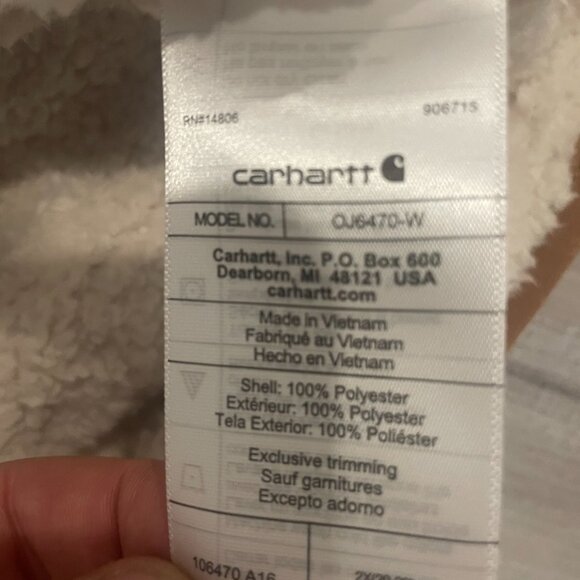 RN#14806 906715
carhartt
MODEL NO. OJ6470-W
Carhartt, Inc. P.O. Box 600
Dearborn, MI 48121 USA
carhartt.com
Made in Vietnam
Fabriqué au Vietnam
Hecho en Vietnam
Shell: 100% Polyester
Extérieur: 100% Polyester
Tela Exterior: 100% Poliéster
Exclusive trimming
Sauf garnitures
Excepto adorno
106470 A16